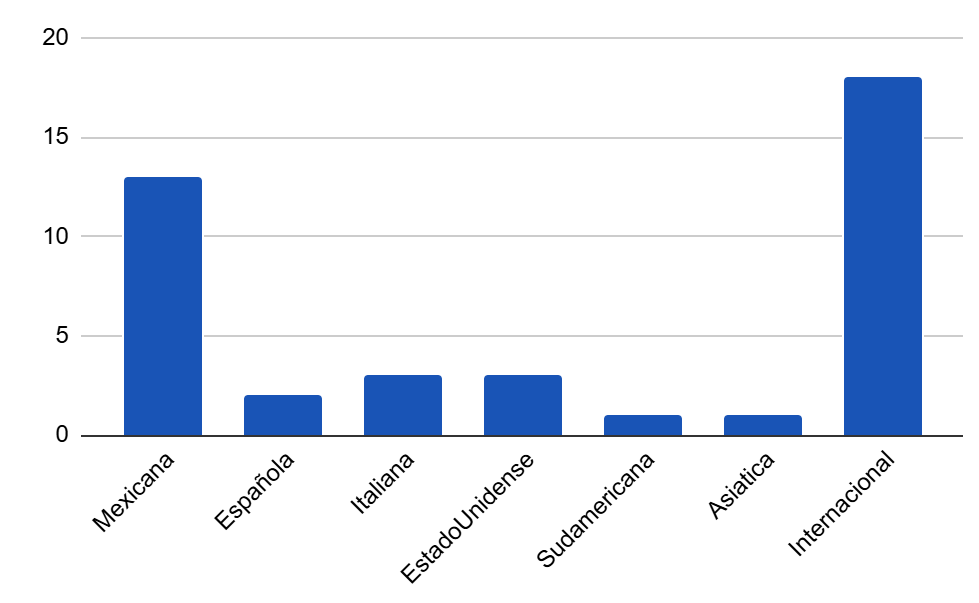 20
15
10
5
0
Mexicana
Española
Italiana
EstadoUnidense
Sudamericana
Asiatica
Internacional